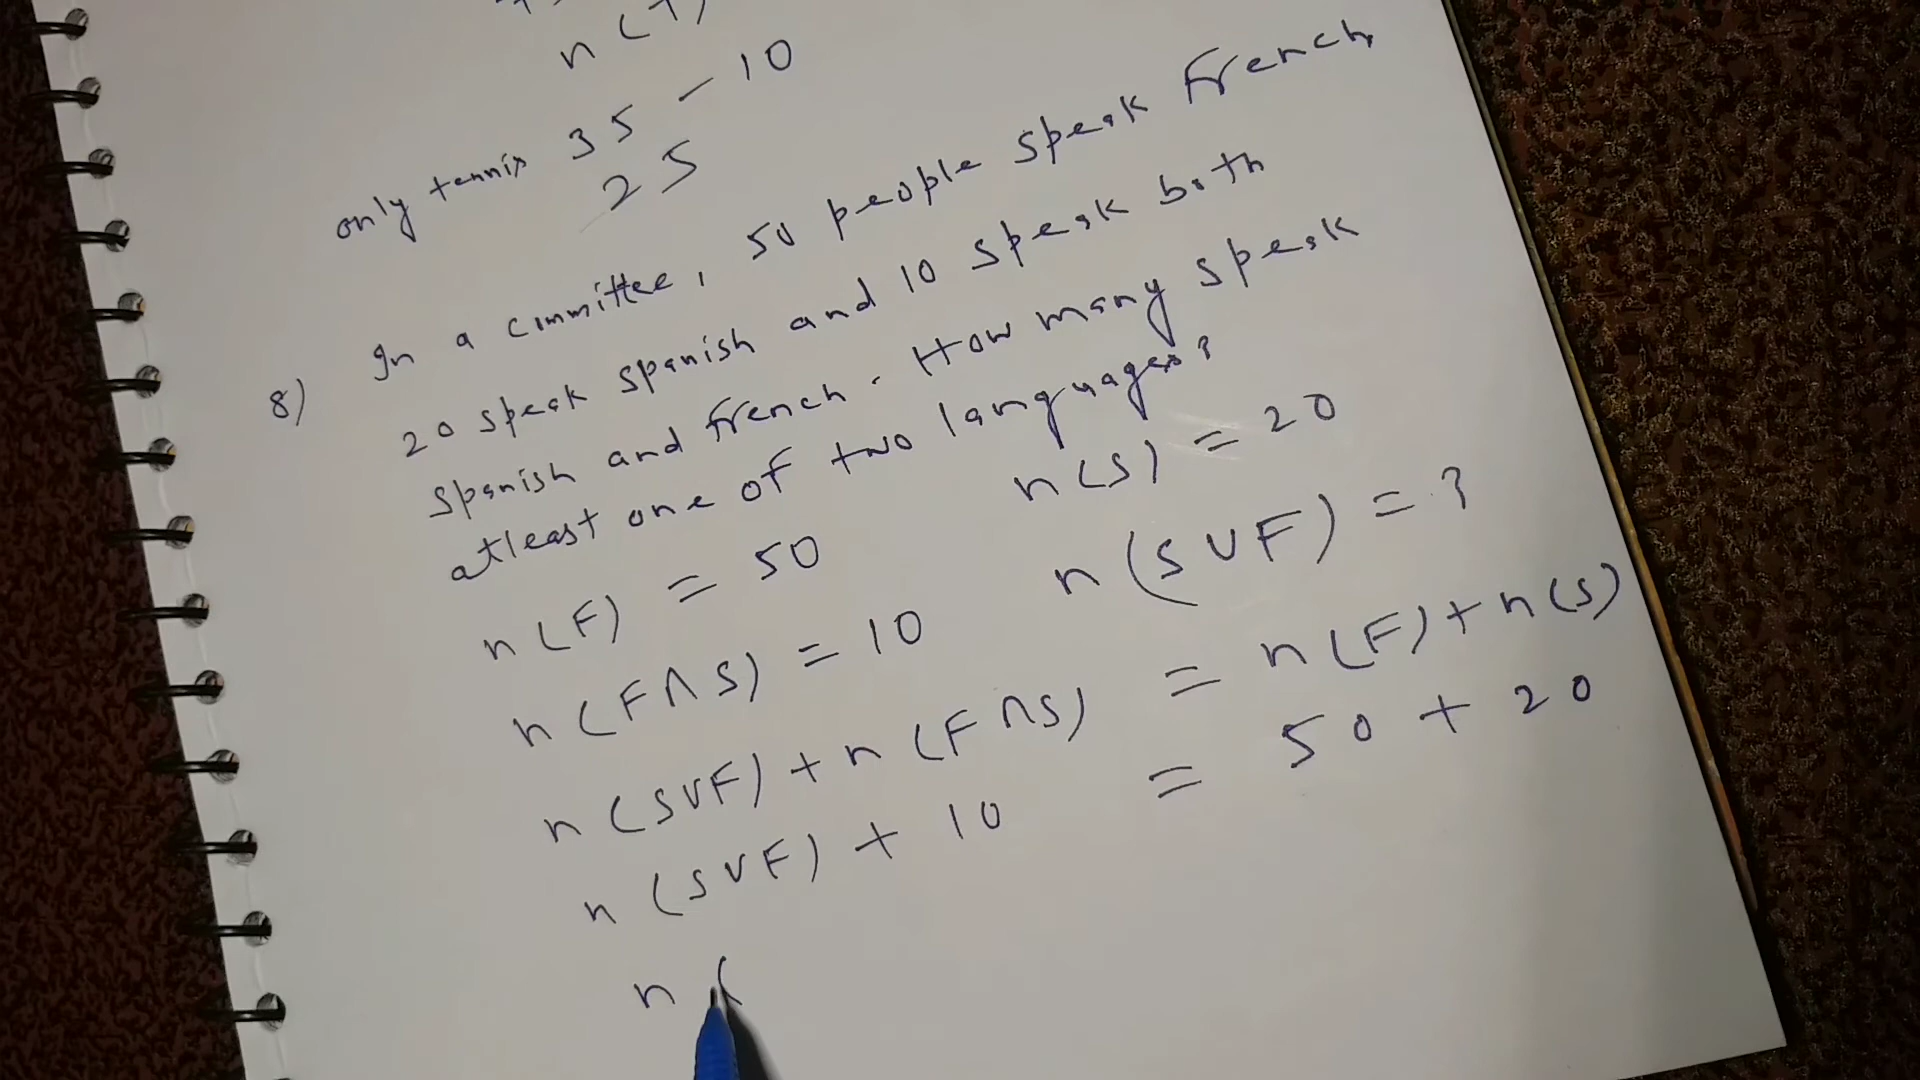 n(T)
35 - 10
only tennis
25
8) In a committee, 50 people speak French,
20 speak spanish and 10 speak both
spanish and french. How many speak
atleast one of two languages?
n(F) = 50 n(S) = 20
n(F∩S) = 10 n(S∪F) = ?
n(S∪F) + n(F∩S) = n(F) + n(S)
n(S∪F) + 10 = 50 + 20
n(